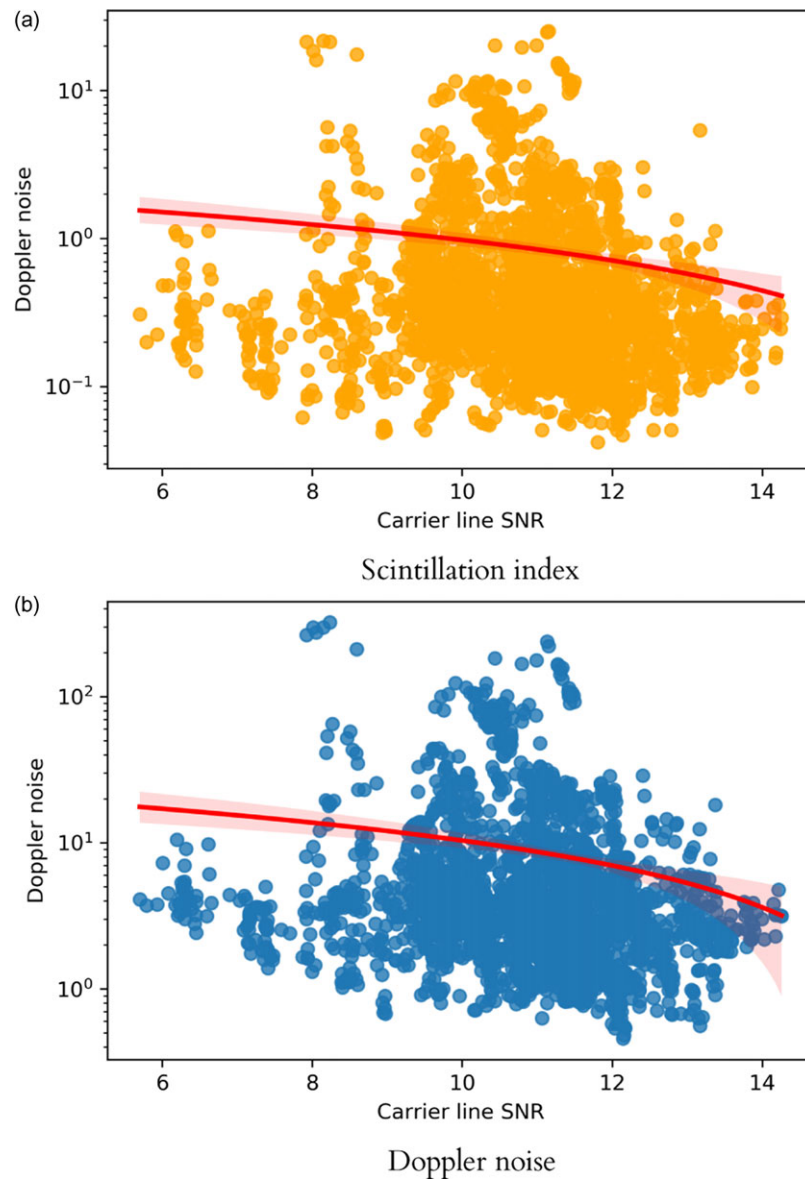 (a)
10¹
10⁰
10⁻¹
Doppler noise
6 8 10 12 14
Carrier line SNR
Scintillation index
(b)
10²
10¹
10⁰
Doppler noise
6 8 10 12 14
Carrier line SNR
Doppler noise